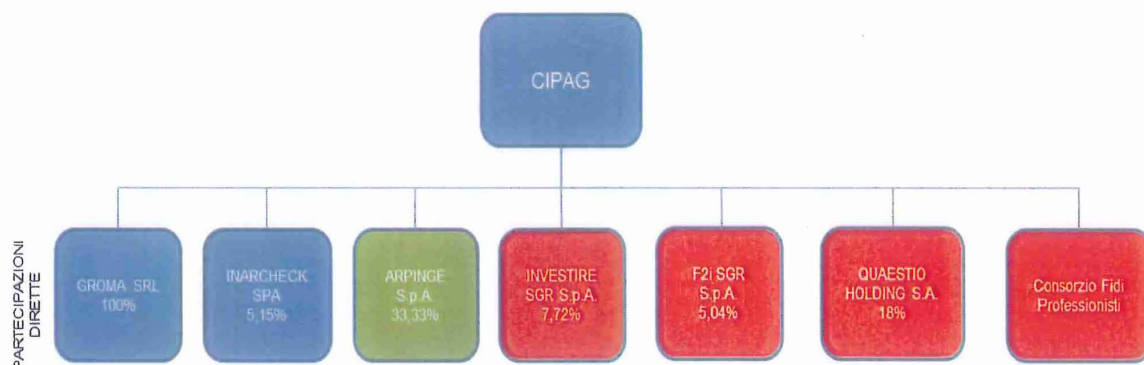 CIPAG
PARTECIPAZIONI
DIRETTE
GROMA SRL
100%
INARCHECK
SPA
5,15%
ARPINGE
S.p.A.
33,33%
INVESTIRE
SGR S.p.A.
7,72%
F2i SGR
S.p.A.
5,04%
QUAESTIO
HOLDING S.A.
18%
Consorzio Fidi
Professionisti